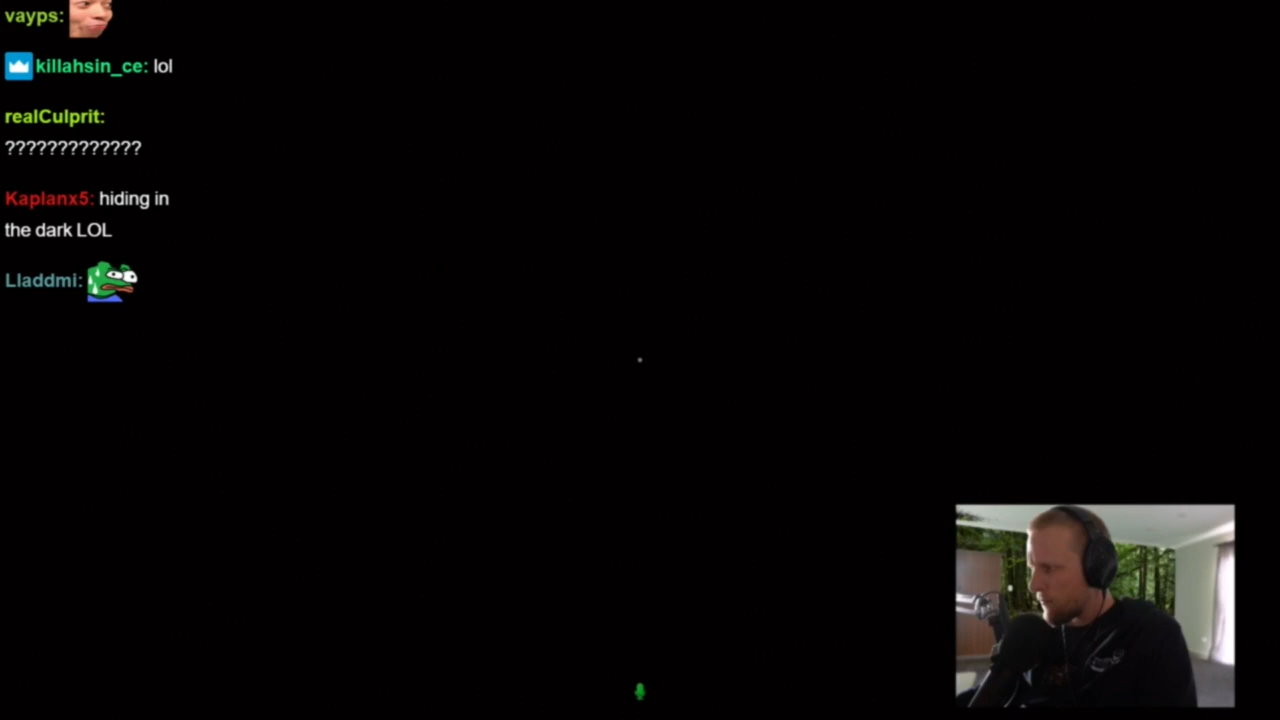 vayps:
killahsin_ce: lol
realCulprit:
?????????????
Kaplanx5: hiding in
the dark LOL
Lladdmi: